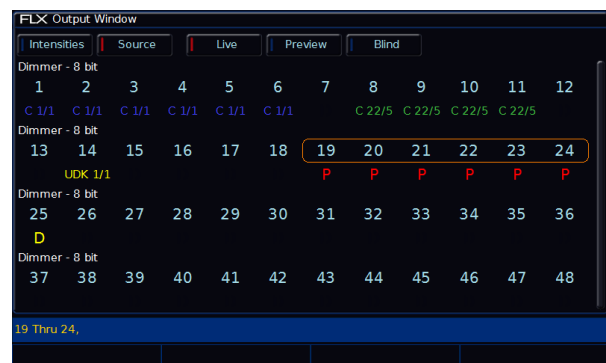 FLX Output Window
Intensities Source Live Preview Blind
Dimmer - 8 bit
1 2 3 4 5 6 7 8 9 10 11 12
C 1/1 C 1/1 C 1/1 C 1/1 C 1/1 C 1/1 C 22/5 C 22/5 C 22/5 C 22/5
Dimmer - 8 bit
13 14 15 16 17 18 19 20 21 22 23 24
UDK 1/1 P P P P P P
Dimmer - 8 bit
25 26 27 28 29 30 31 32 33 34 35 36
D
Dimmer - 8 bit
37 38 39 40 41 42 43 44 45 46 47 48
19 Thru 24,